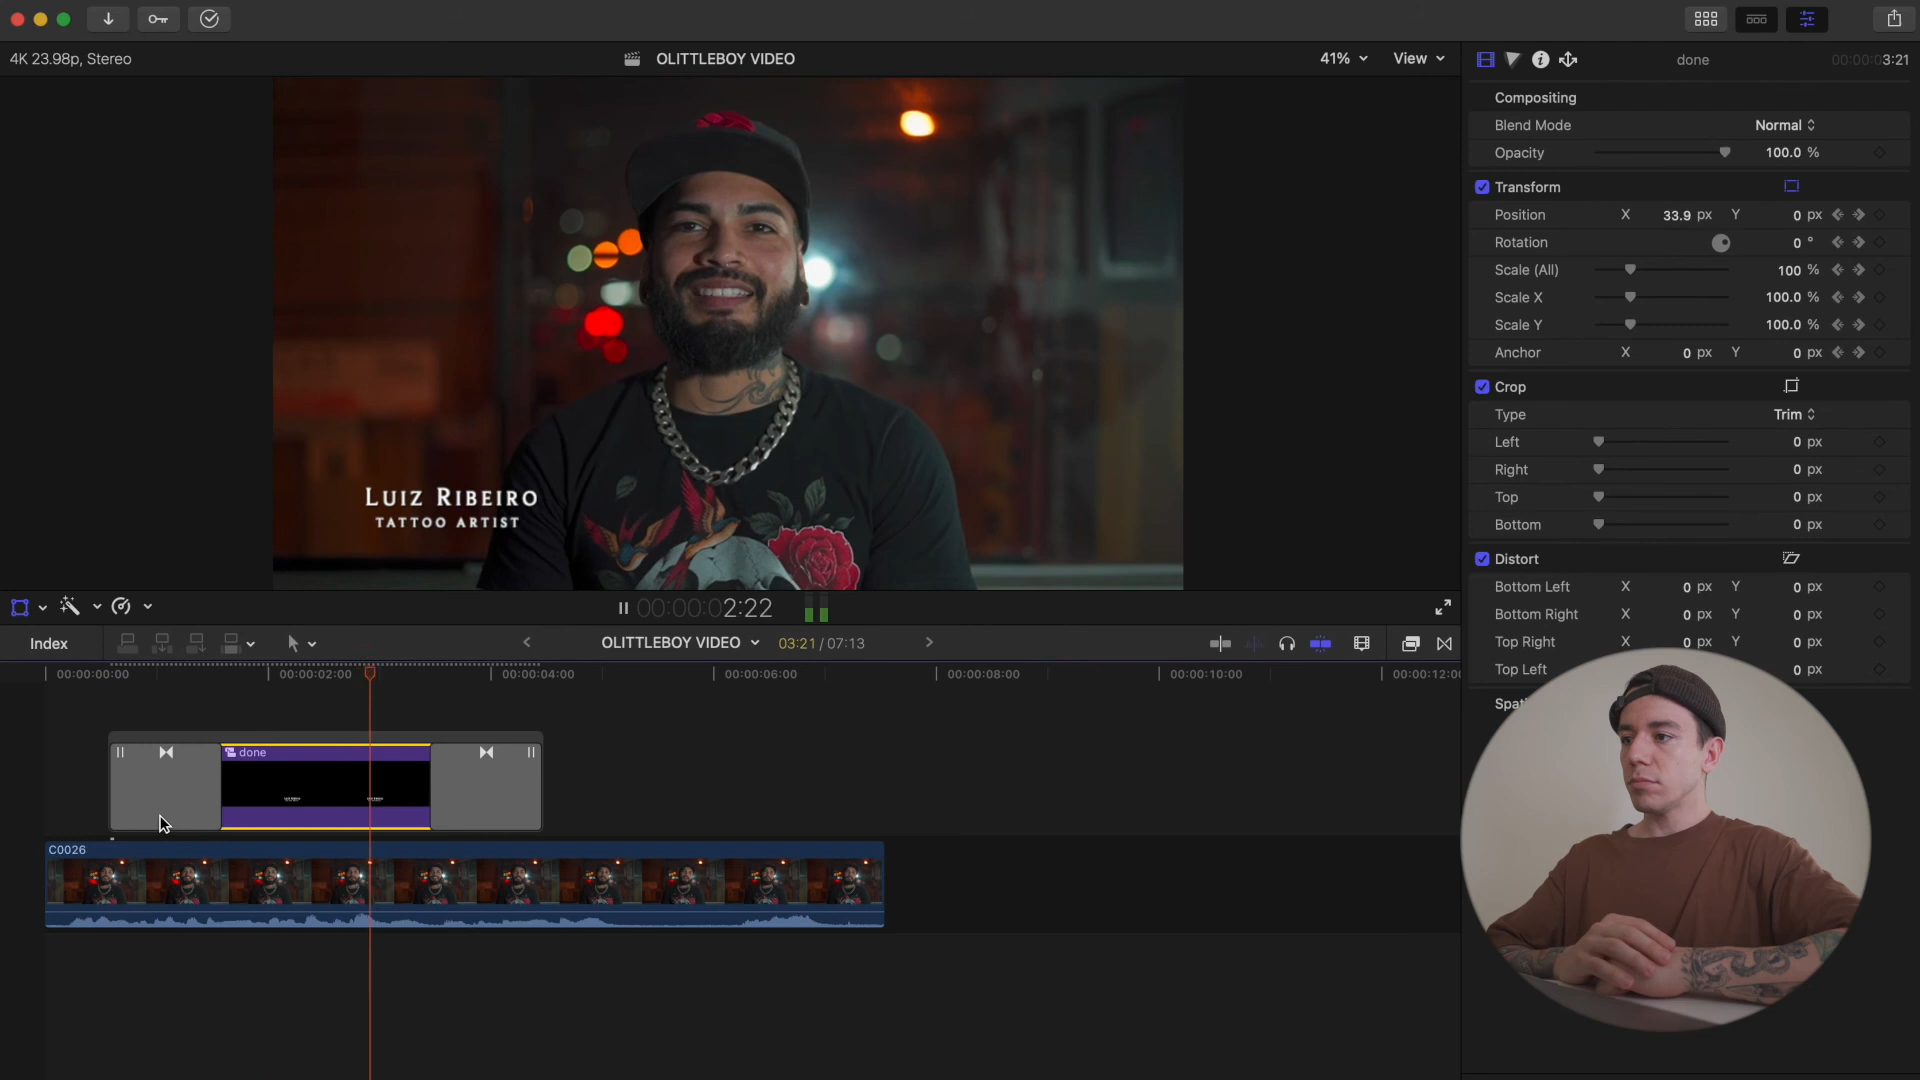 4K 23.98p, Stereo
OLITTLEBOY VIDEO
41%
View
done
00:00:03:21
Compositing
Blend Mode
Normal
Opacity
100.0 %
Transform
Position
X
33.9 px
Y
0 px
Rotation
0 °
Scale (All)
100 %
Scale X
100.0 %
Scale Y
100.0 %
Anchor
X
0 px
Y
0 px
Crop
Type
Trim
Left
0 px
Right
0 px
Top
0 px
Bottom
0 px
Distort
Bottom Left
X
0 px
Y
0 px
Bottom Right
X
0 px
Y
0 px
Top Right
X
0 px
Y
0 px
Top Left
0 px
Spati
LUIZ RIBEIRO
TATTOO ARTIST
00:00:02:22
Index
OLITTLEBOY VIDEO
03:21 / 07:13
00:00:00:00
00:00:02:00
00:00:04:00
00:00:06:00
00:00:08:00
00:00:10:00
00:00:12:0
done
C0026